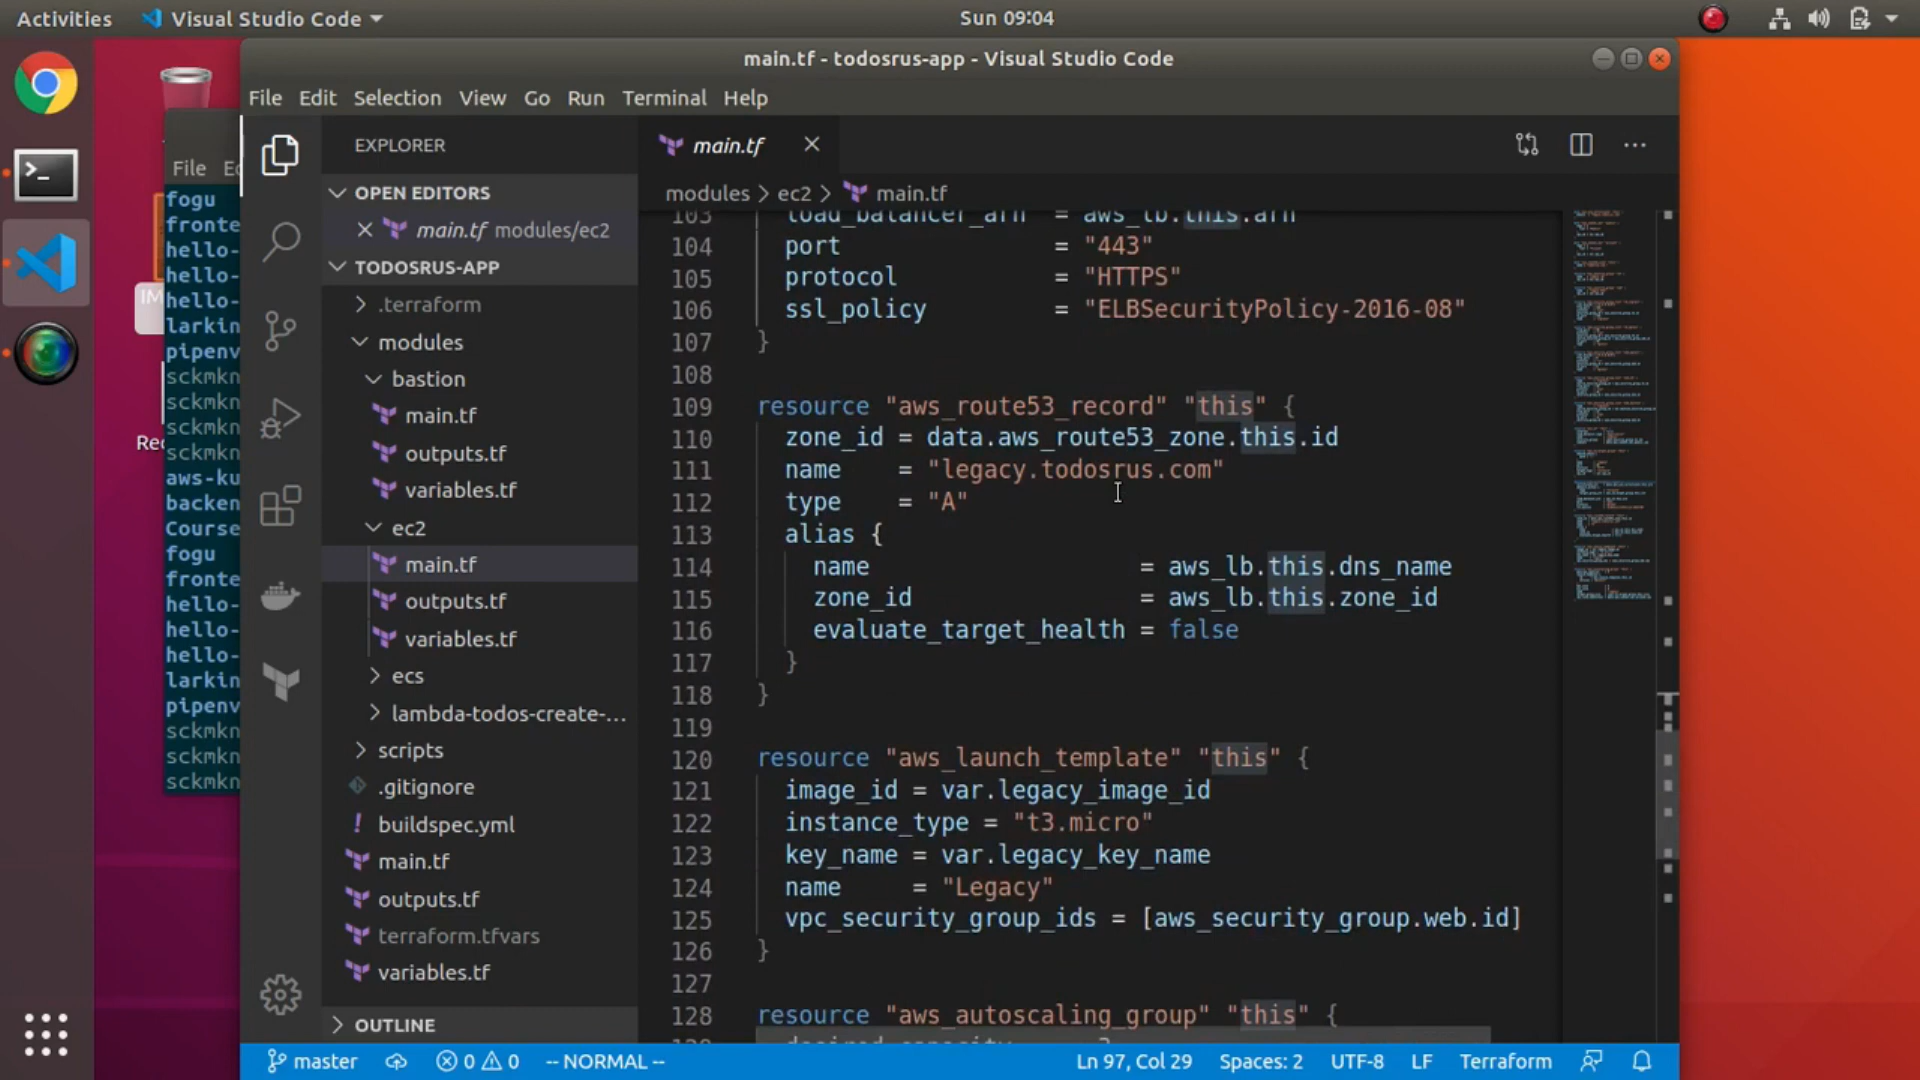 Activities
Visual Studio Code
Sun 09:04
main.tf - todosrus-app - Visual Studio Code
File Edit Selection View Go Run Terminal Help
File
fogu
fronte
hello-
hello-
hello-
larkin
pipenv
sckmkn
sckmkn
sckmkn
sckmkn
aws-ku
backen
Course
fogu
fronte
hello-
hello-
hello-
larkin
pipenv
sckmkn
sckmkn
sckmkn
EXPLORER
OPEN EDITORS
main.tf modules/ec2
TODOSRUS-APP
.terraform
modules
bastion
main.tf
outputs.tf
variables.tf
ec2
main.tf
outputs.tf
variables.tf
ecs
lambda-todos-create-...
scripts
.gitignore
! buildspec.yml
main.tf
outputs.tf
terraform.tfvars
variables.tf
OUTLINE
main.tf
modules > ec2 > main.tf
103 load_balancer_arn = aws_lb.this.arn
104 port = "443"
105 protocol = "HTTPS"
106 ssl_policy = "ELBSecurityPolicy-2016-08"
107 }
108
109 resource "aws_route53_record" "this" {
110 zone_id = data.aws_route53_zone.this.id
111 name = "legacy.todosrus.com"
112 type = "A"
113 alias {
114 name = aws_lb.this.dns_name
115 zone_id = aws_lb.this.zone_id
116 evaluate_target_health = false
117 }
118 }
119
120 resource "aws_launch_template" "this" {
121 image_id = var.legacy_image_id
122 instance_type = "t3.micro"
123 key_name = var.legacy_key_name
124 name = "Legacy"
125 vpc_security_group_ids = [aws_security_group.web.id]
126 }
127
128 resource "aws_autoscaling_group" "this" {
master
0 0
-- NORMAL --
Ln 97, Col 29
Spaces: 2
UTF-8
LF
Terraform